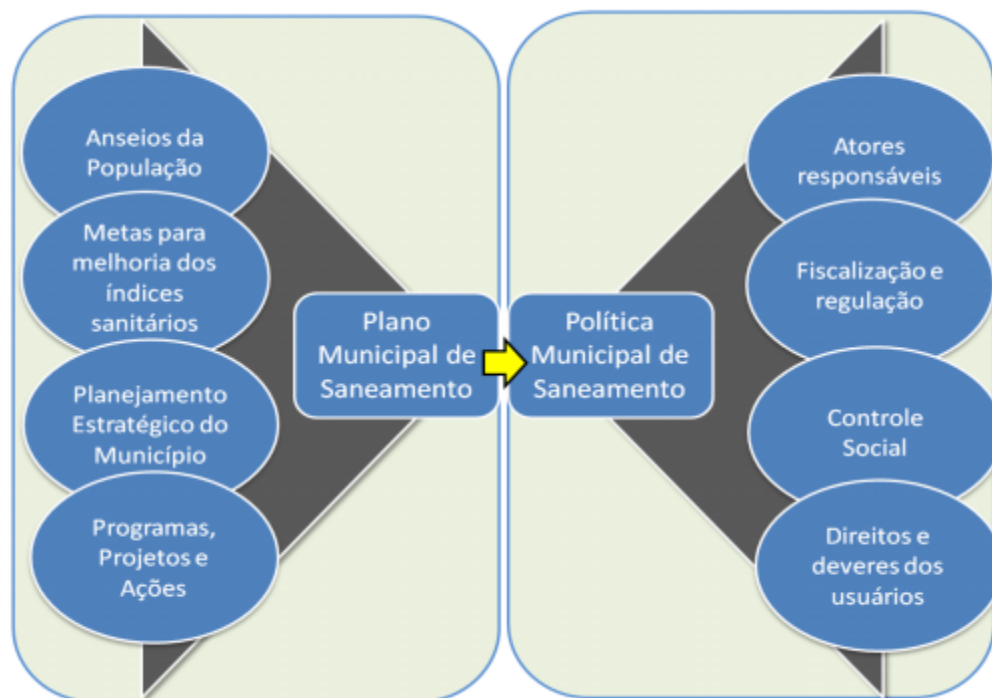 Anseios da
População
Metas para
melhoria dos
índices
sanitários
Planejamento
Estratégico do
Município
Programas,
Projetos e
Ações
Plano
Municipal de
Saneamento
Política
Municipal de
Saneamento
Atores
responsáveis
Fiscalização e
regulação
Controle
Social
Direitos e
deveres dos
usuários